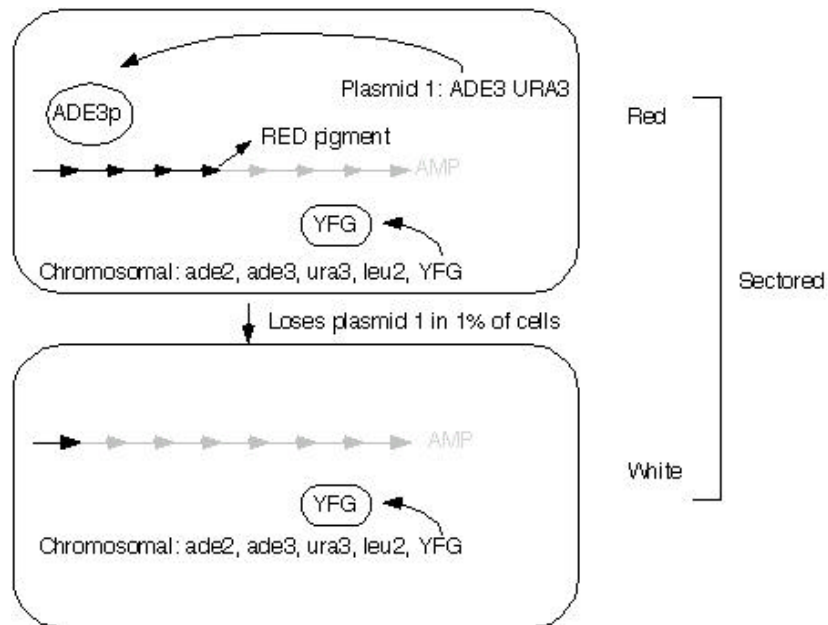 Plasmid 1: ADE3 URA3
ADE3p
Red
RED pigment
AMP
YFG
Chromosomal: ade2, ade3, ura3, leu2, YFG
Sectored
Loses plasmid 1 in 1% of cells
AMP
White
YFG
Chromosomal: ade2, ade3, ura3, leu2, YFG